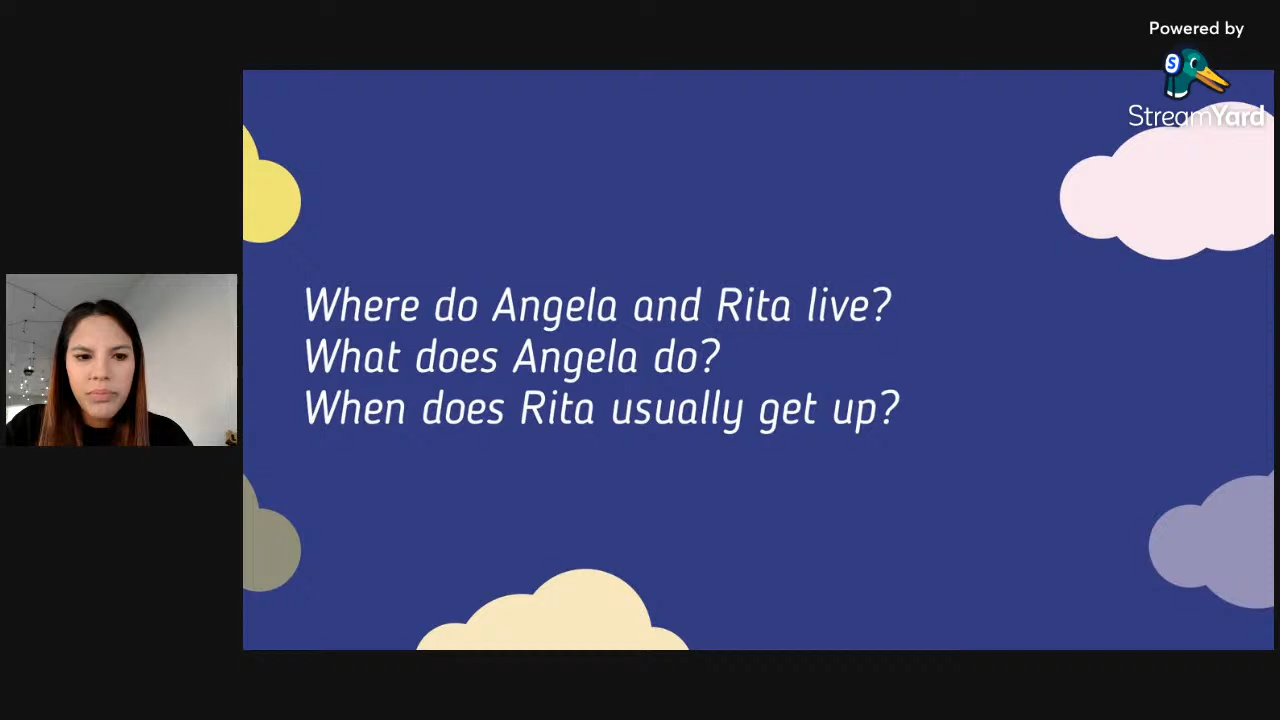 Powered by
StreamYard
Where do Angela and Rita live?
What does Angela do?
When does Rita usually get up?